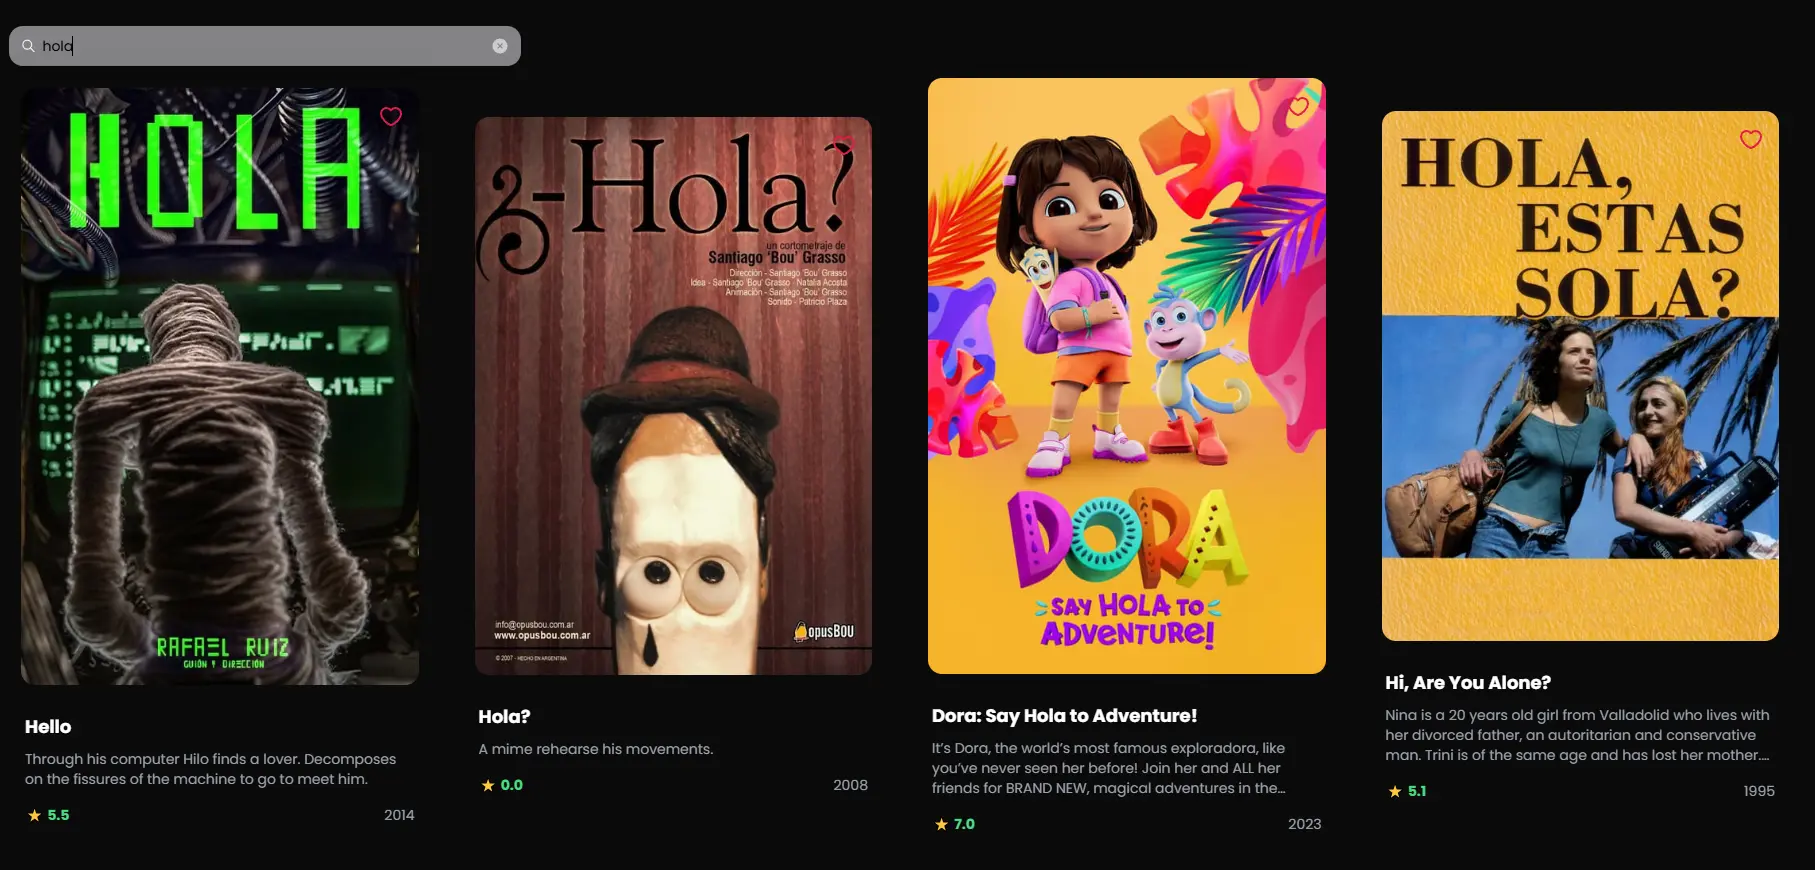 hola
HOLA
RAFAEL RUIZ
GUIÓN Y DIRECCIÓN
Hello
Through his computer Hilo finds a lover. Decomposes
on the fissures of the machine to go to meet him.
5.5
2014
¿-Hola?
un cortometraje de
Santiago 'Bou' Grasso
Dirección - Santiago 'Bou' Grasso
Idea - Santiago 'Bou' Grasso - Natalia Acosta
Animación - Santiago 'Bou' Grasso
Sonido - Patricio Plaza
info@opusbou.com.ar
www.opusbou.com.ar
opusBOU
© 2007 - HECHO EN ARGENTINA
Hola?
A mime rehearse his movements.
0.0
2008
DORA
SAY HOLA TO
ADVENTURE!
Dora: Say Hola to Adventure!
It's Dora, the world's most famous exploradora, like
you've never seen her before! Join her and ALL her
friends for BRAND NEW, magical adventures in the...
7.0
2023
HOLA,
ESTAS
SOLA?
Hi, Are You Alone?
Nina is a 20 years old girl from Valladolid who lives with
her divorced father, an autoritarian and conservative
man. Trini is of the same age and has lost her mother....
5.1
1995